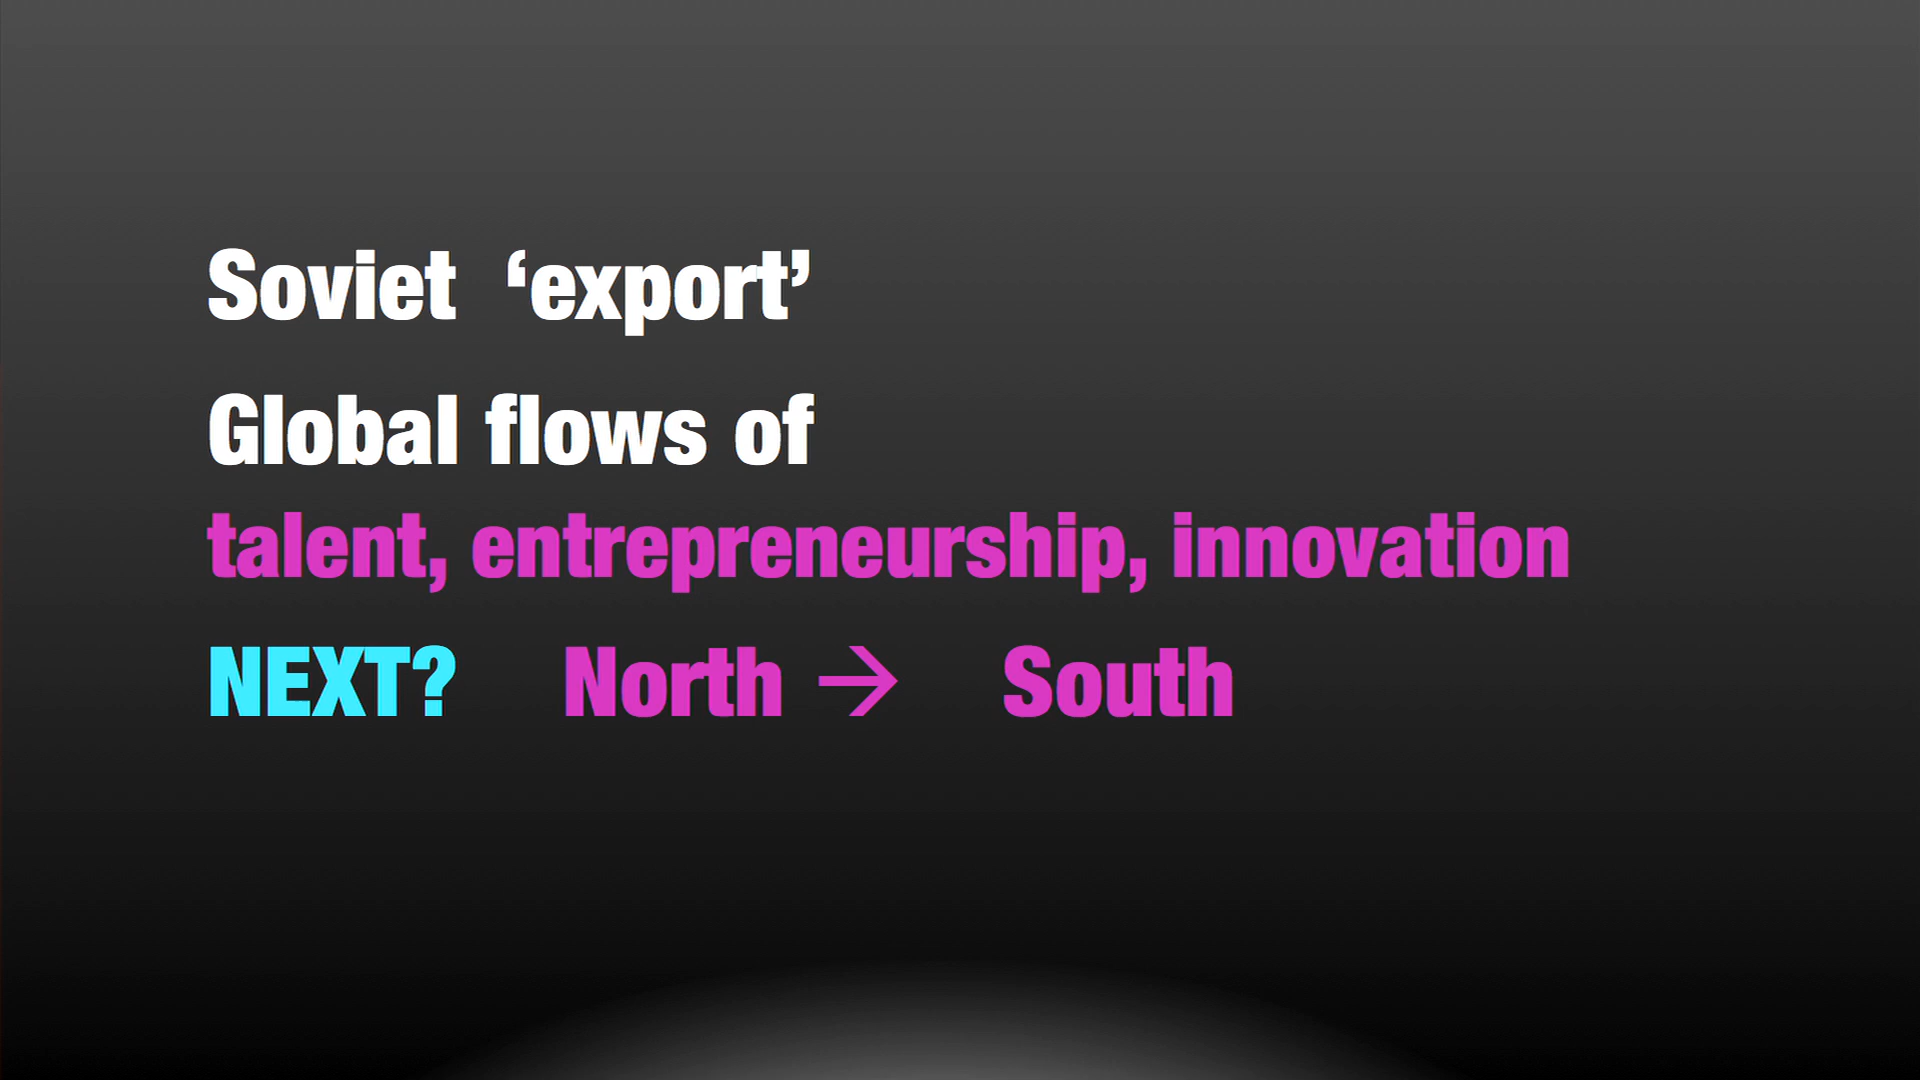 Soviet ‘export’
Global flows of
talent, entrepreneurship, innovation
NEXT? North → South